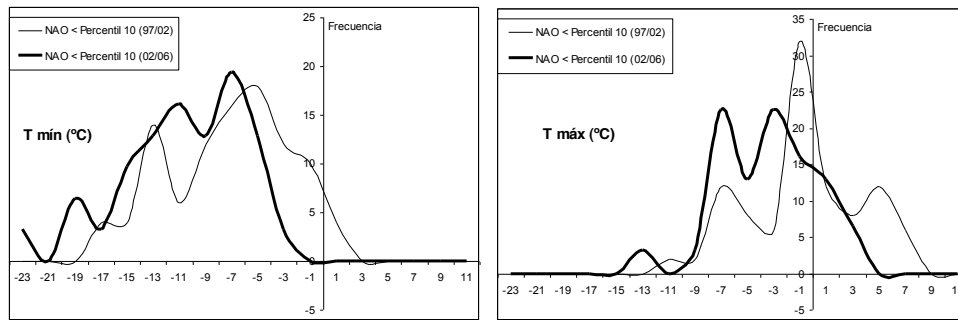 25
Frecuencia
NAO < Percentil 10 (97/02)
NAO < Percentil 10 (02/06)
20
15
T mín (ºC)
10
5
0
-23 -21 -19 -17 -15 -13 -11 -9 -7 -5 -3 -1 1 3 5 7 9 11
-5
35
Frecuencia
NAO < Percentil 10 (97/02)
30
NAO < Percentil 10 (02/06)
25
20
T máx (ºC)
15
10
5
0
-23 -21 -19 -17 -15 -13 -11 -9 -7 -5 -3 -1 1 3 5 7 9 11
-5